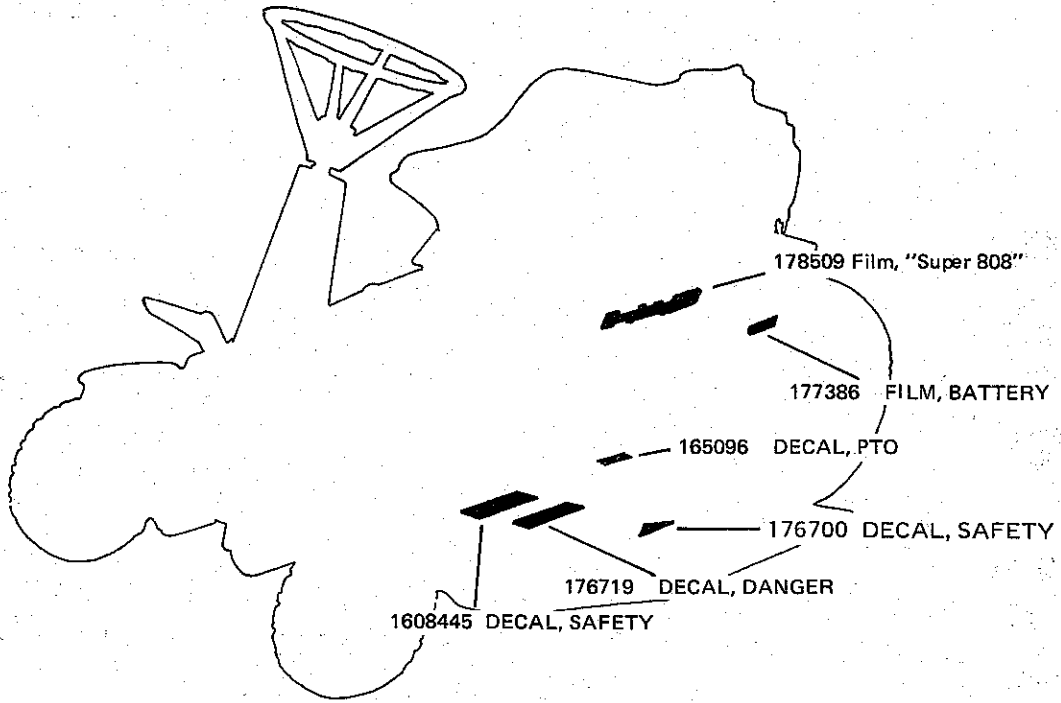 178509 Film, "Super 808"
177386 FILM, BATTERY
165096 DECAL, PTO
176700 DECAL, SAFETY
176719 DECAL, DANGER
1608445 DECAL, SAFETY